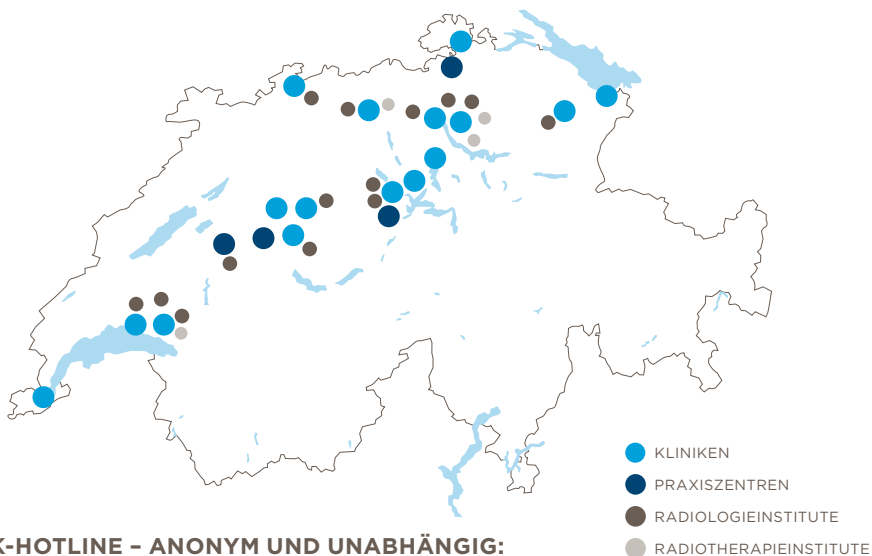 KLINIKEN
PRAXISZENTREN
RADIOLOGIEINSTITUTE
RADIOTHERAPIEINSTITUTE
K-HOTLINE – ANONYM UND UNABHÄNGIG: